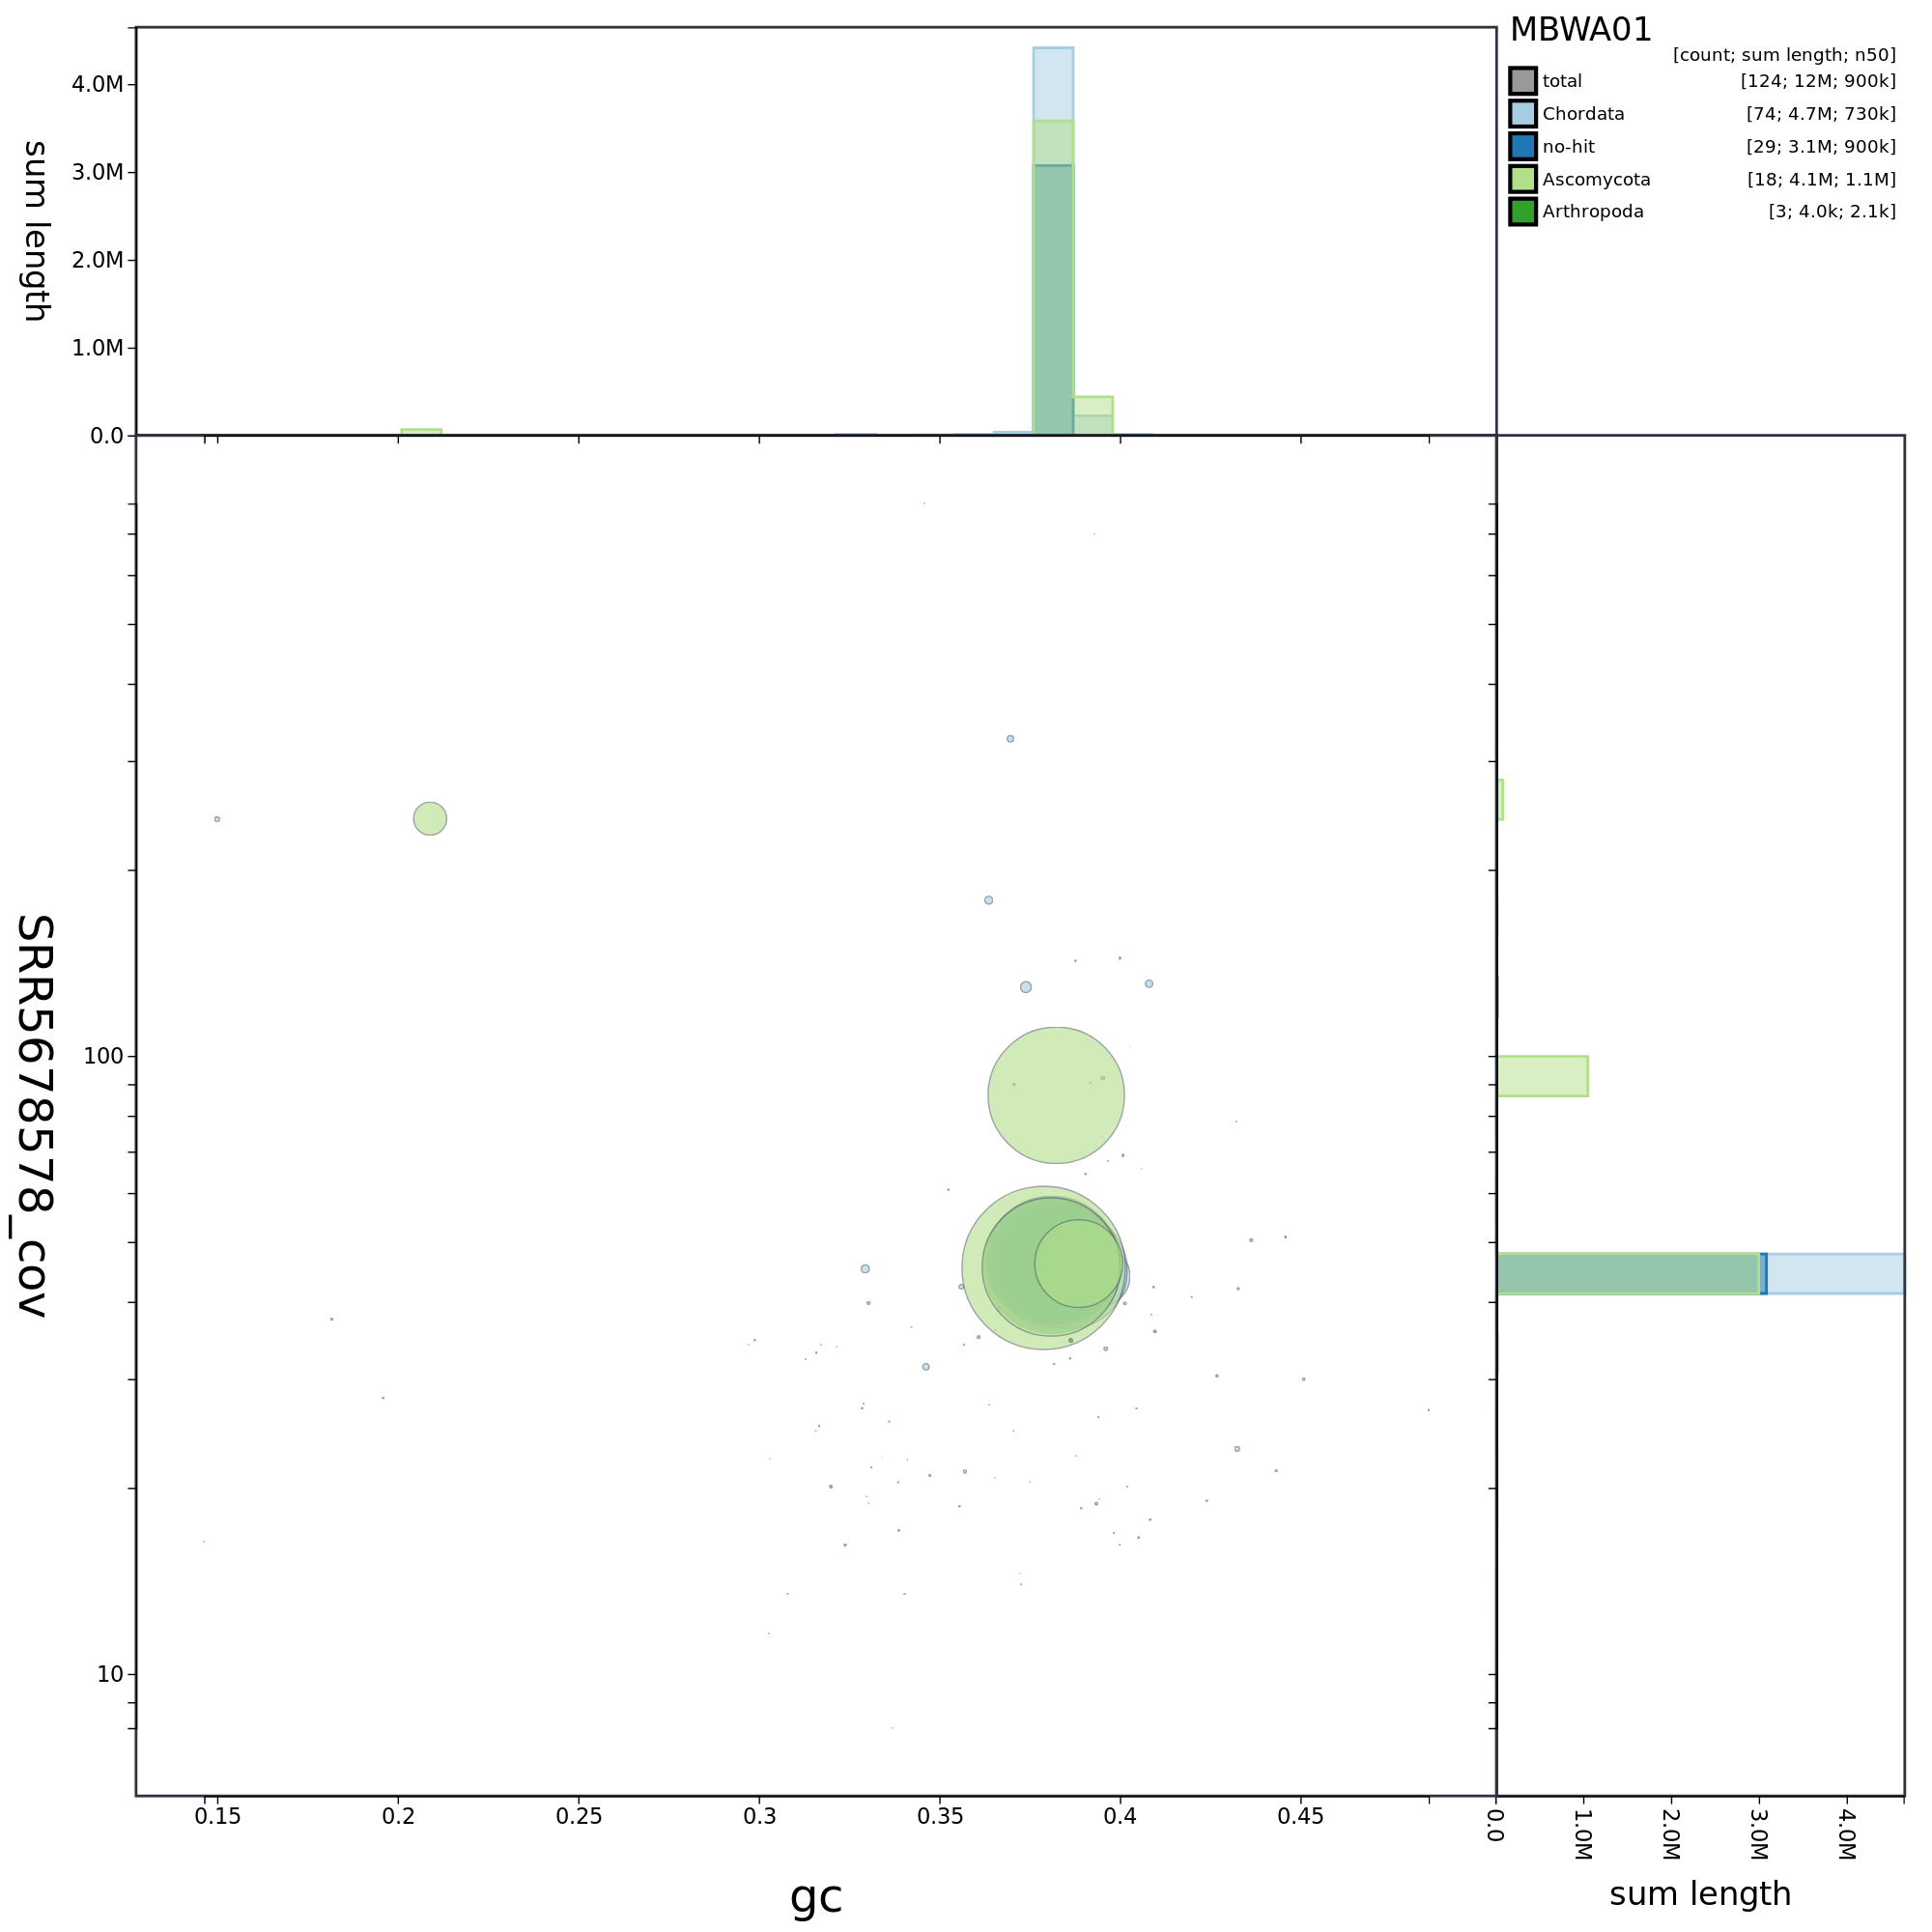 MBWA01
[count; sum length; n50]
total [124; 12M; 900k]
Chordata [74; 4.7M; 730k]
no-hit [29; 3.1M; 900k]
Ascomycota [18; 4.1M; 1.1M]
Arthropoda [3; 4.0k; 2.1k]
sum length
4.0M
3.0M
2.0M
1.0M
0.0
SRR5678578_cov
100
10
0.15 0.2 0.25 0.3 0.35 0.4 0.45
gc
0.0 1.0M 2.0M 3.0M 4.0M
sum length